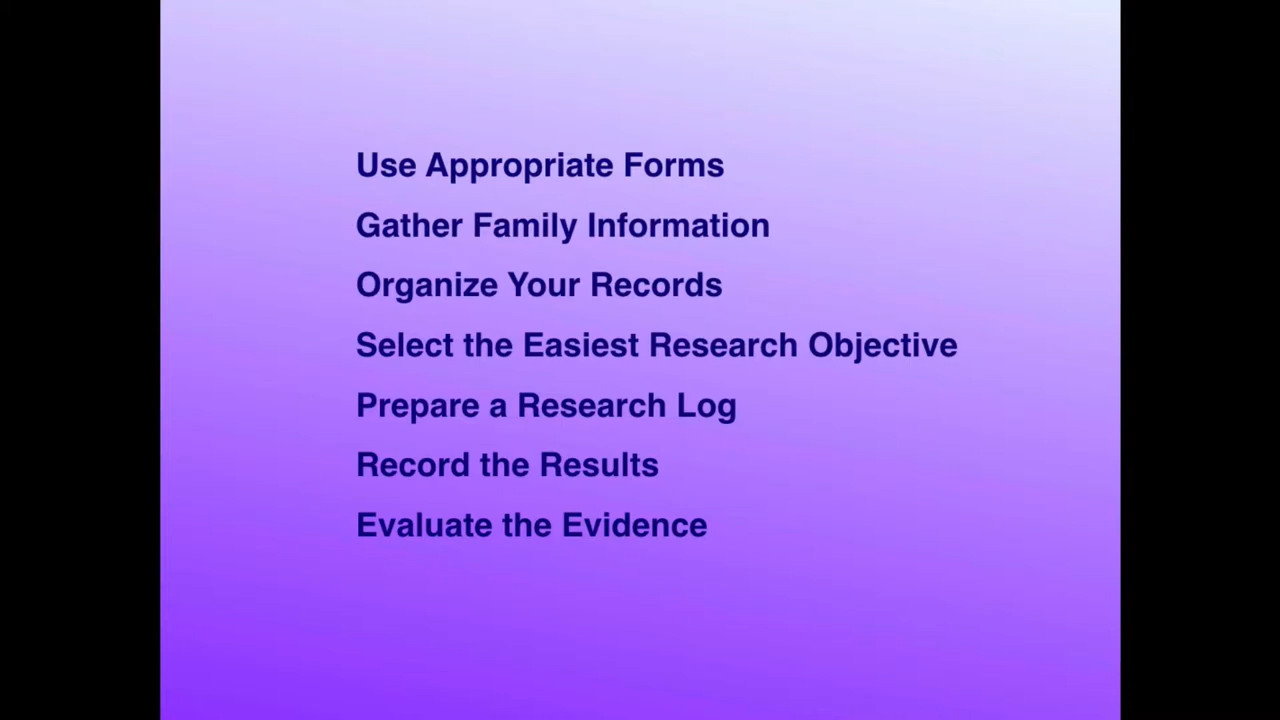 Use Appropriate Forms
Gather Family Information
Organize Your Records
Select the Easiest Research Objective
Prepare a Research Log
Record the Results
Evaluate the Evidence